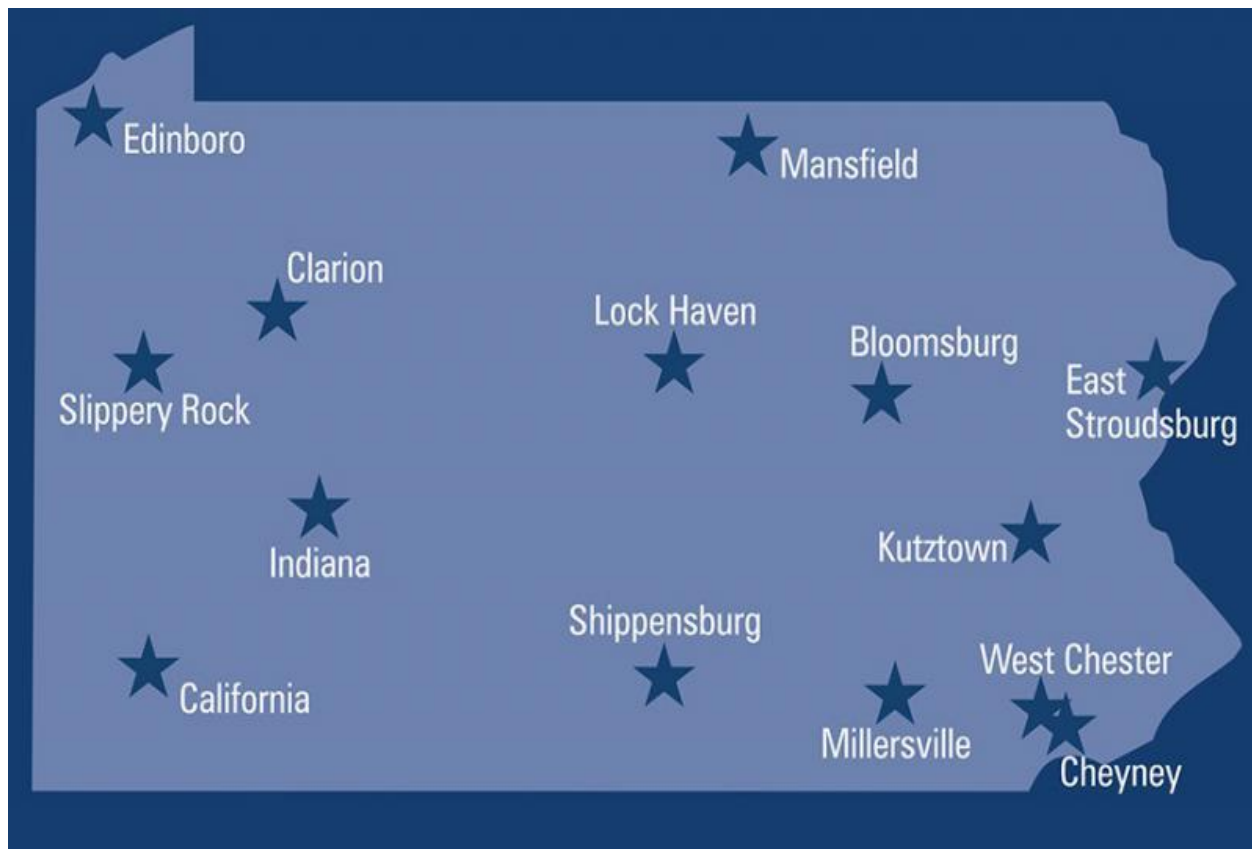 Edinboro
Mansfield
Clarion
Lock Haven
Bloomsburg
East
Stroudsburg
Slippery Rock
Indiana
Kutztown
Shippensburg
West Chester
California
Millersville
Cheyney